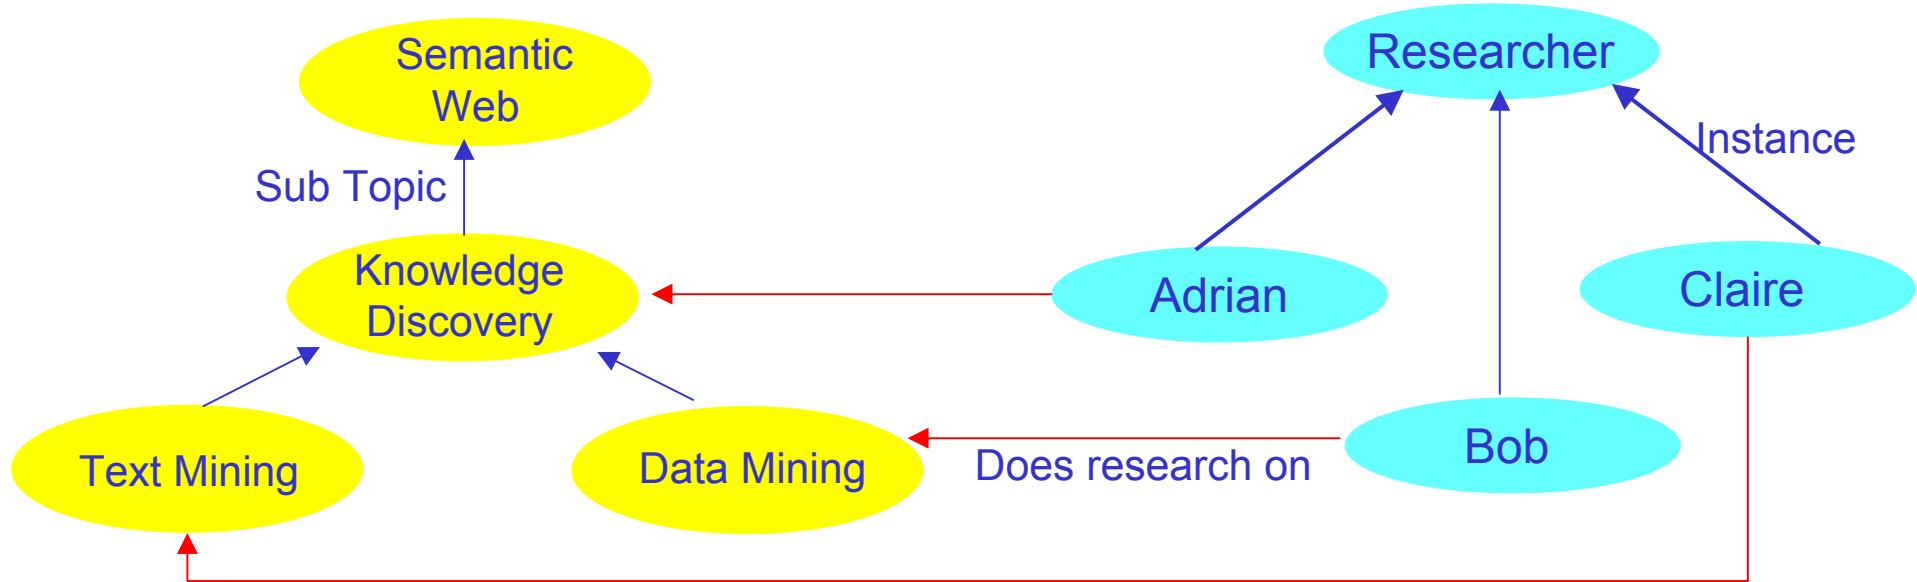 Semantic
Web
Researcher
Instance
Sub Topic
Knowledge
Discovery
Adrian
Claire
Text Mining
Data Mining
Does research on
Bob